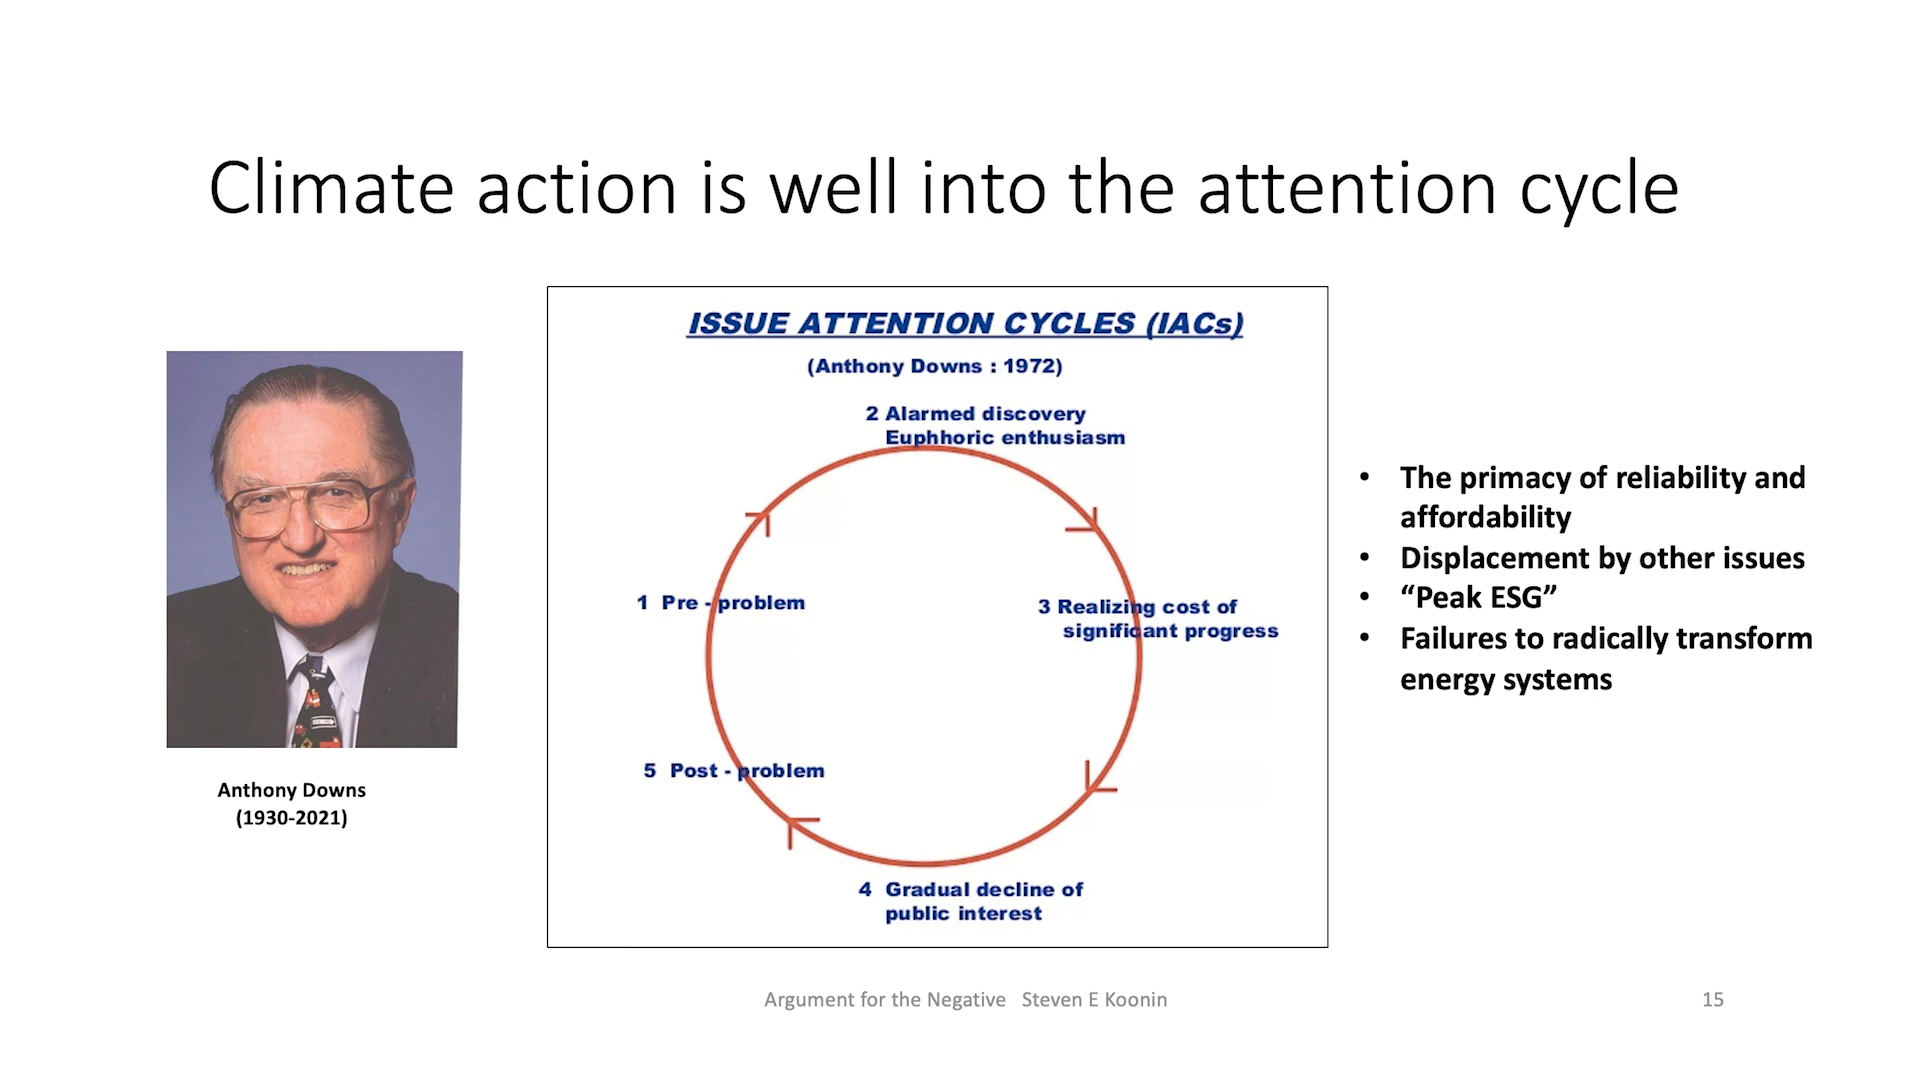 Climate action is well into the attention cycle
ISSUE ATTENTION CYCLES (IACs)
(Anthony Downs : 1972)
2 Alarmed discovery
Euphhoric enthusiasm
1 Pre - problem
3 Realizing cost of
significant progress
5 Post - problem
4 Gradual decline of
public interest
Anthony Downs
(1930-2021)
• The primacy of reliability and
affordability
• Displacement by other issues
• “Peak ESG”
• Failures to radically transform
energy systems
Argument for the Negative Steven E Koonin
15